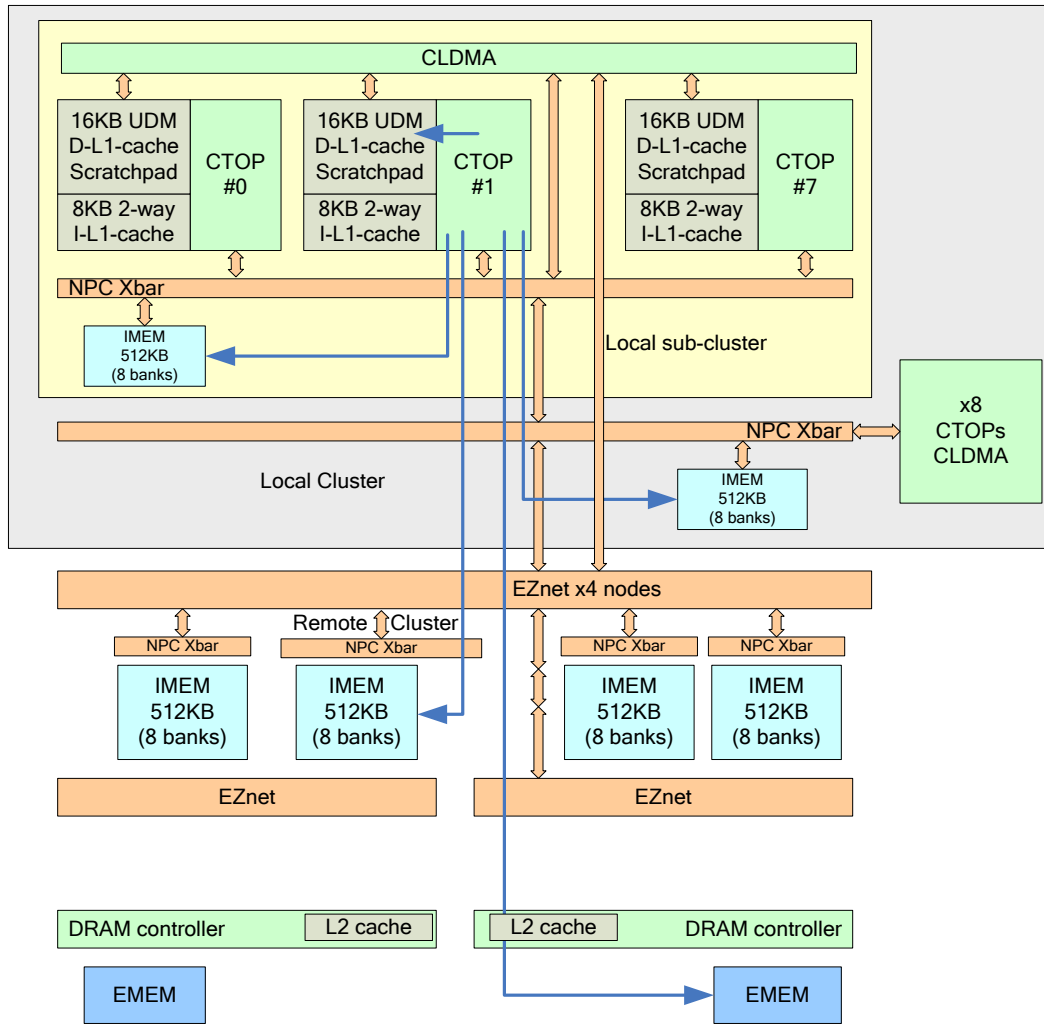 CLDMA
16KB UDM
D-L1-cache
Scratchpad
8KB 2-way
I-L1-cache
CTOP
#0
16KB UDM
D-L1-cache
Scratchpad
8KB 2-way
I-L1-cache
CTOP
#1
16KB UDM
D-L1-cache
Scratchpad
8KB 2-way
I-L1-cache
CTOP
#7
NPC Xbar
IMEM
512KB
(8 banks)
Local sub-cluster
x8
CTOPs
CLDMA
NPC Xbar
Local Cluster
IMEM
512KB
(8 banks)
EZnet x4 nodes
Remote Cluster
NPC Xbar
NPC Xbar
NPC Xbar
NPC Xbar
IMEM
512KB
(8 banks)
IMEM
512KB
(8 banks)
IMEM
512KB
(8 banks)
IMEM
512KB
(8 banks)
EZnet
EZnet
DRAM controller
L2 cache
L2 cache
DRAM controller
EMEM
EMEM